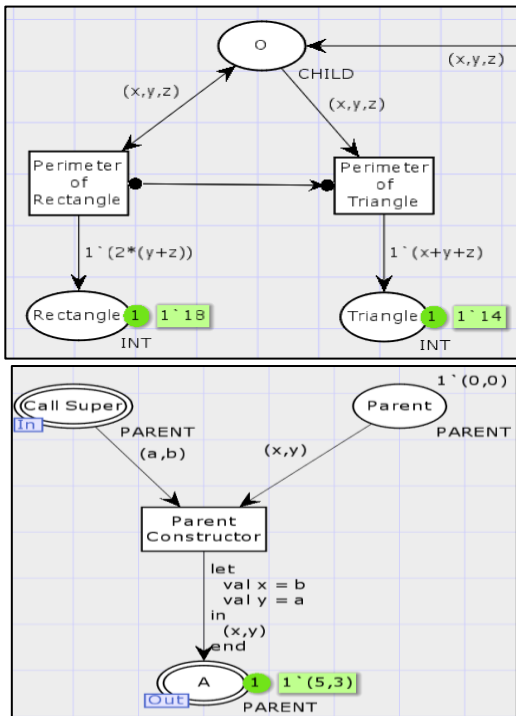 O
(x,y,z)
CHILD
(x,y,z)
(x,y,z)
Perimeter
of
Rectangle
Perimeter
of
Triangle
1`(2*(y+z))
1`(x+y+z)
Rectangle 1 1`18
INT
Triangle 1 1`14
INT
1`(0,0)
Call Super
Parent
In
PARENT
PARENT
(a,b)
(x,y)
Parent
Constructor
let
val x = b
val y = a
in
(x,y)
end
A 1 1`(5,3)
Out
PARENT